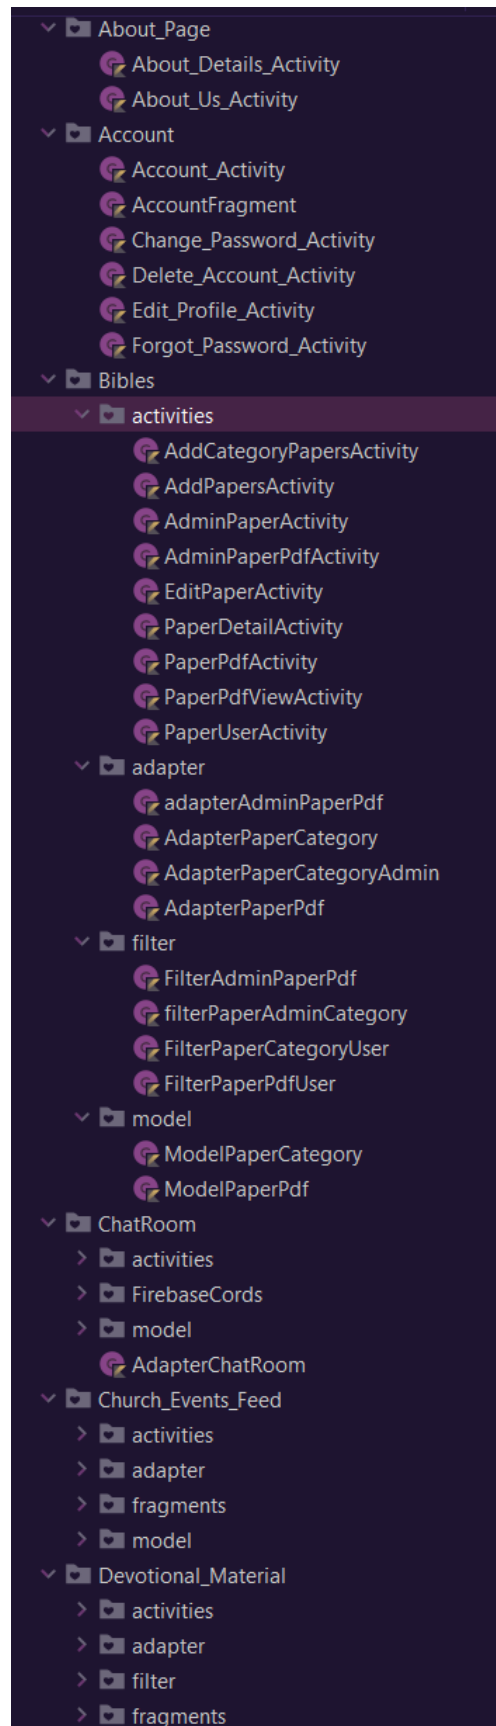 About_Page
About_Details_Activity
About_Us_Activity
Account
Account_Activity
AccountFragment
Change_Password_Activity
Delete_Account_Activity
Edit_Profile_Activity
Forgot_Password_Activity
Bibles
activities
AddCategoryPapersActivity
AddPapersActivity
AdminPaperActivity
AdminPaperPdfActivity
EditPaperActivity
PaperDetailActivity
PaperPdfActivity
PaperPdfViewActivity
PaperUserActivity
adapter
adapterAdminPaperPdf
AdapterPaperCategory
AdapterPaperCategoryAdmin
AdapterPaperPdf
filter
FilterAdminPaperPdf
filterPaperAdminCategory
FilterPaperCategoryUser
FilterPaperPdfUser
model
ModelPaperCategory
ModelPaperPdf
ChatRoom
activities
FirebaseCords
model
AdapterChatRoom
Church_Events_Feed
activities
adapter
fragments
model
Devotional_Material
activities
adapter
filter
fragments